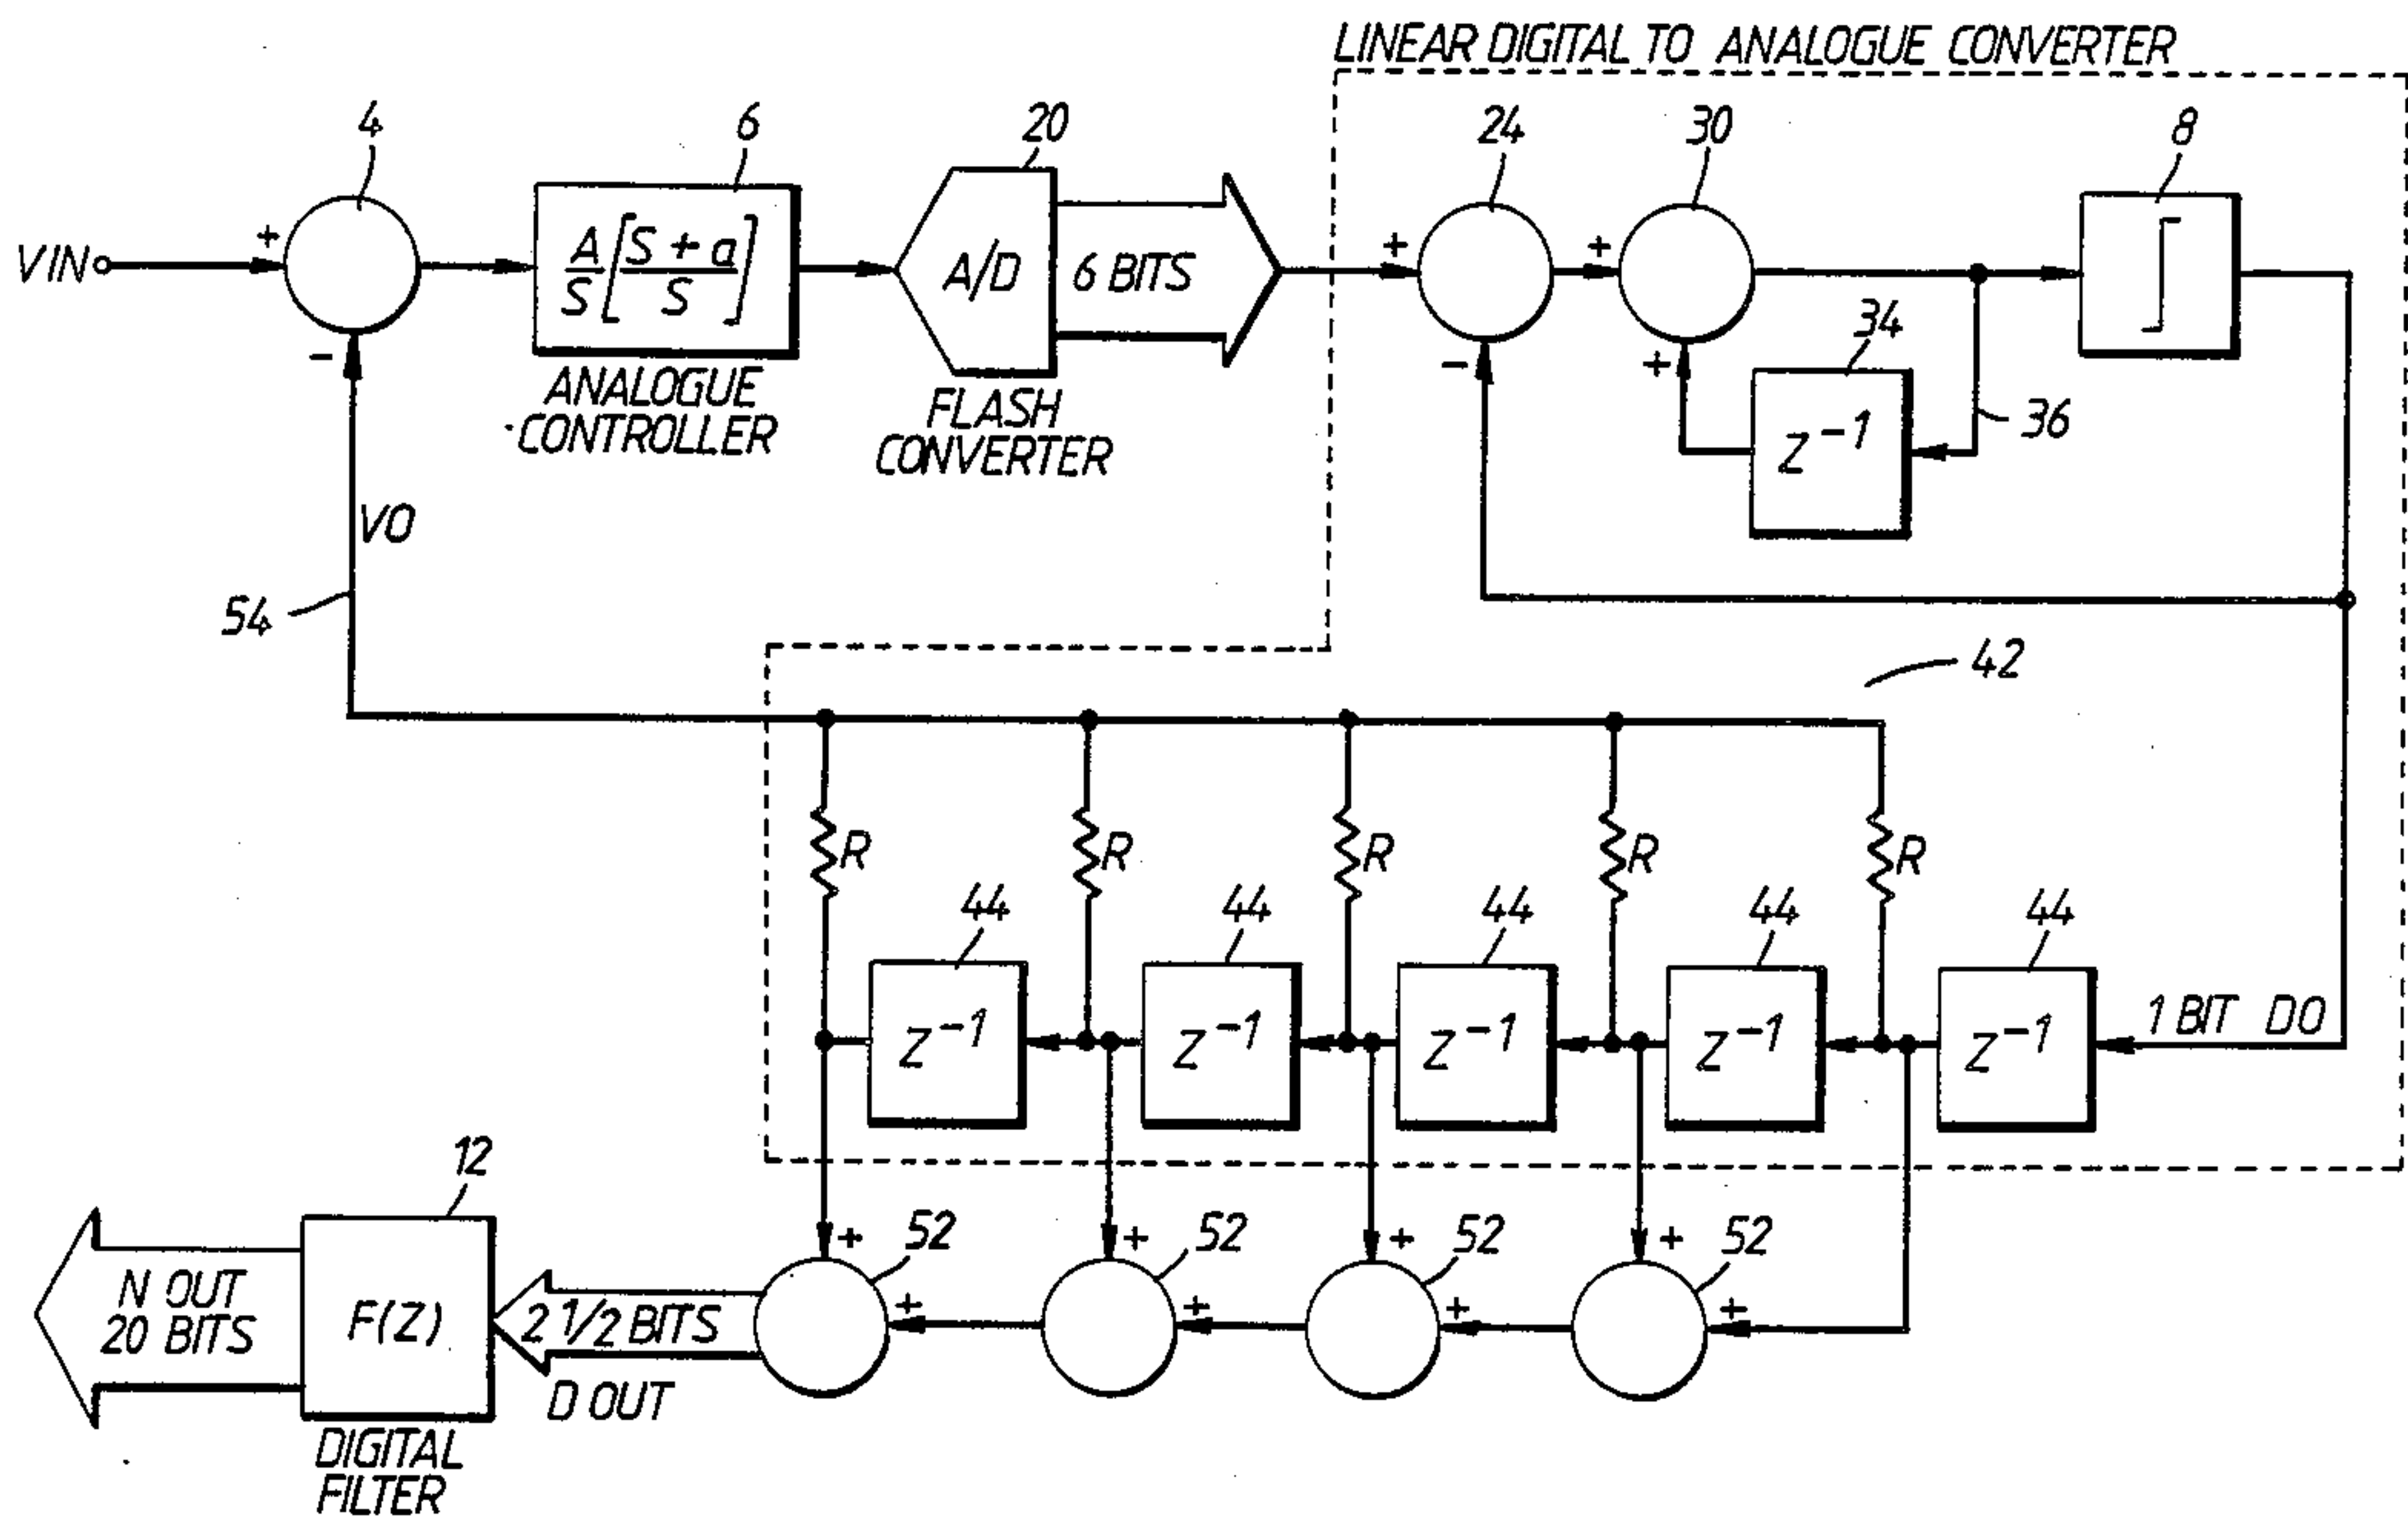 LINEAR DIGITAL TO ANALOGUE CONVERTER
4
6
20
24
30
8
VIN
+
-
A/S [S + a / S]
A/D
6 BITS
+
-
+
+
34
Z⁻¹
36
ANALOGUE
CONTROLLER
FLASH
CONVERTER
VO
54
42
R
R
R
R
R
44
44
44
44
44
Z⁻¹
Z⁻¹
Z⁻¹
Z⁻¹
Z⁻¹
1 BIT DO
12
52
52
52
52
+
+
+
+
+
+
+
+
N OUT
20 BITS
F(Z)
2 1/2 BITS
D OUT
DIGITAL
FILTER